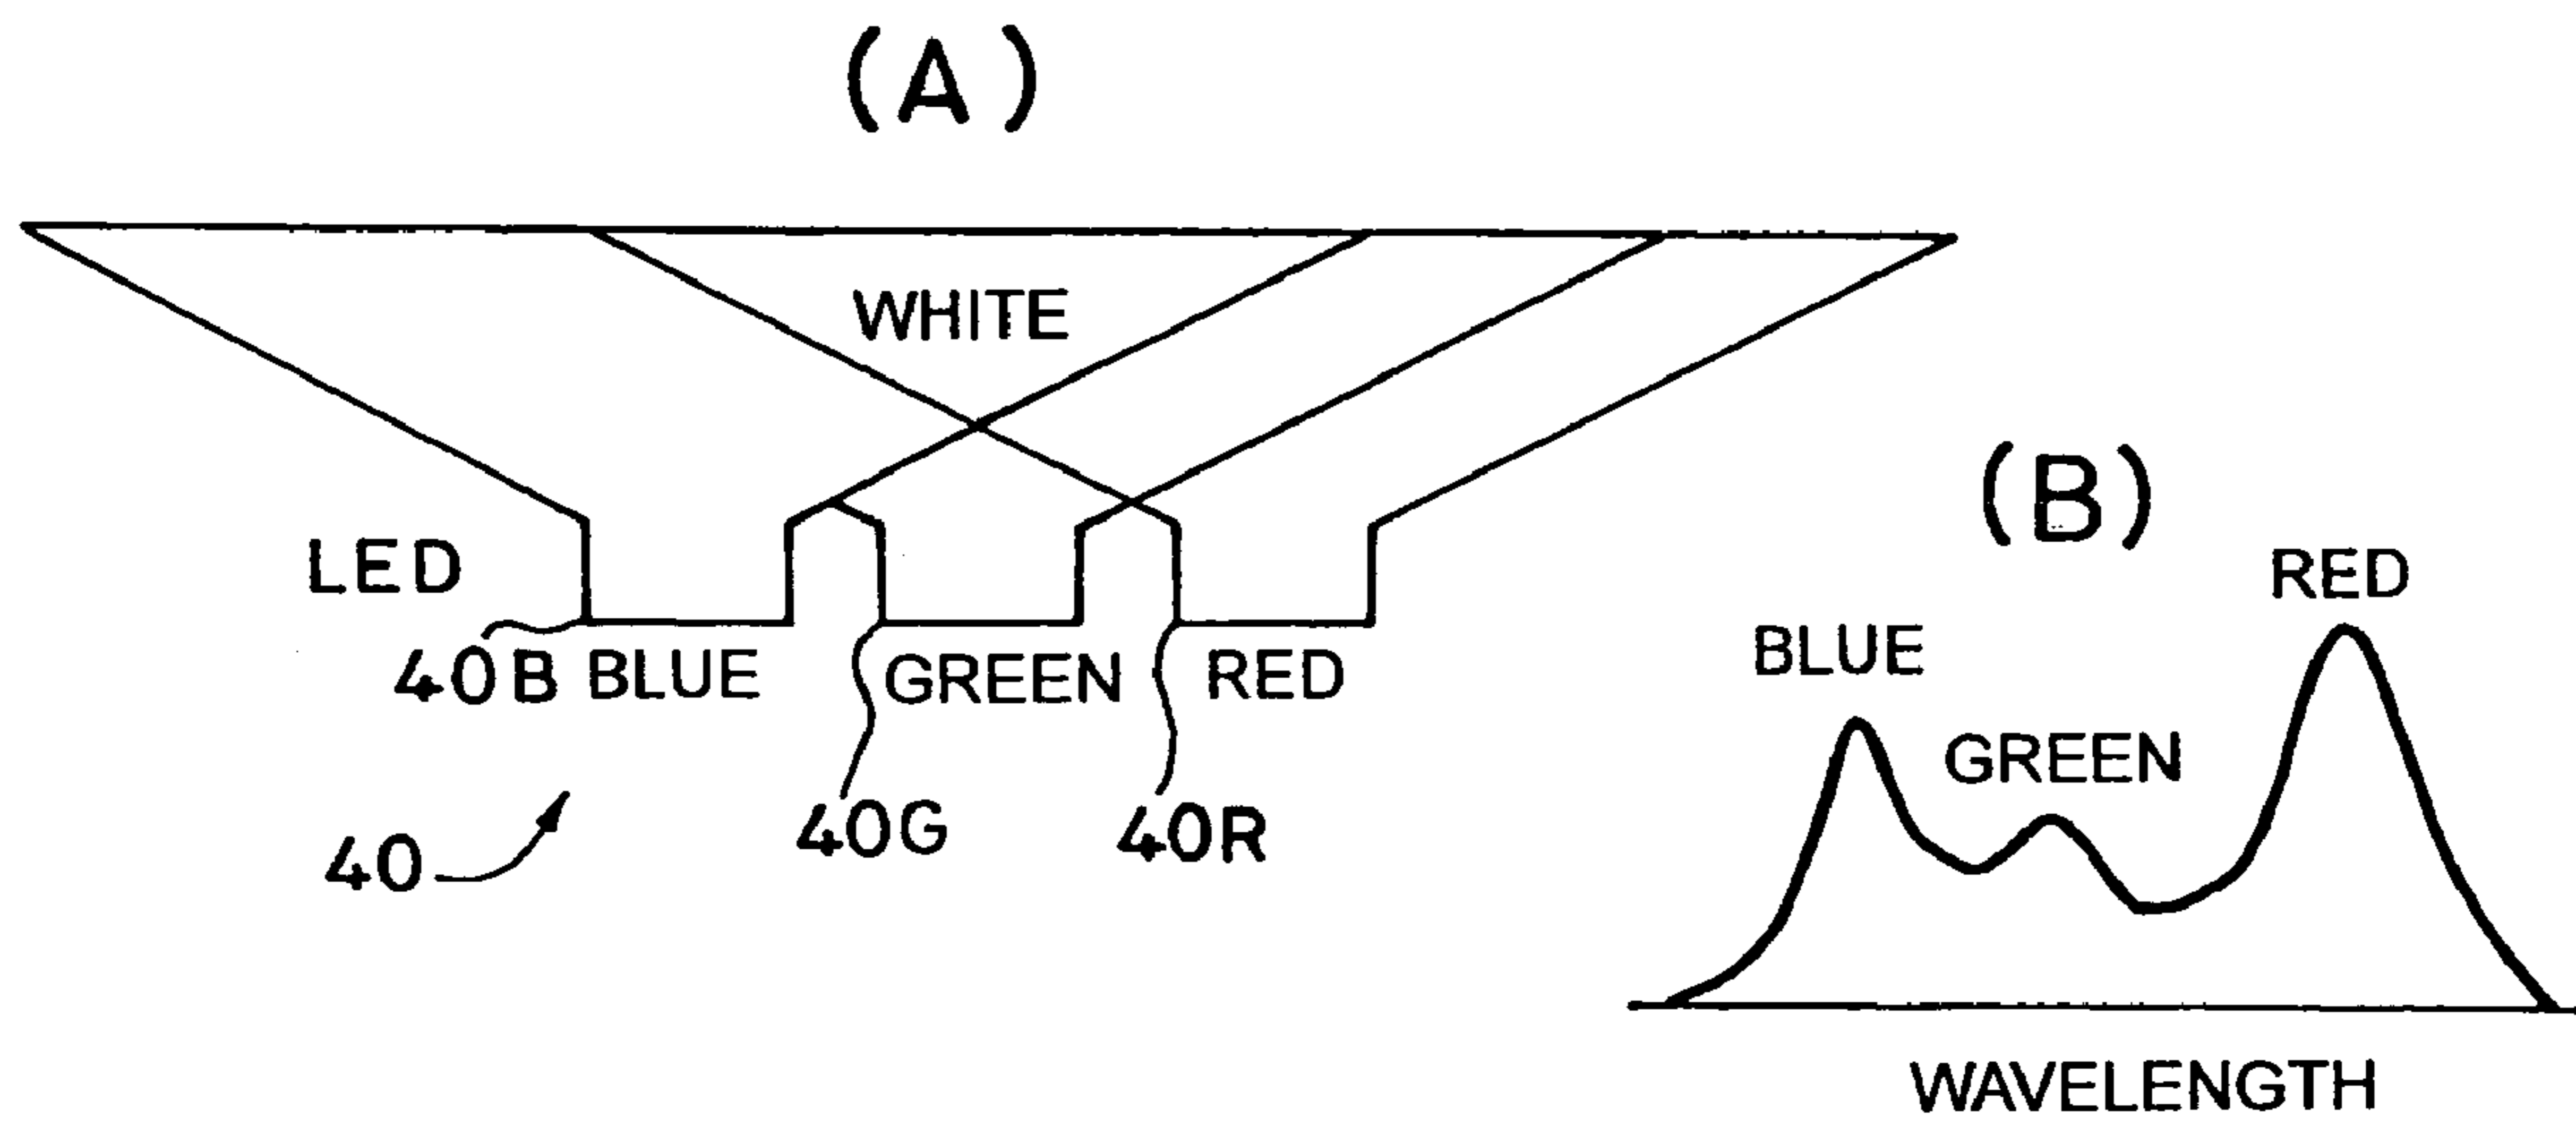 (A)
WHITE
LED
40B BLUE
GREEN
RED
40
40G
40R
(B)
BLUE
GREEN
RED
WAVELENGTH